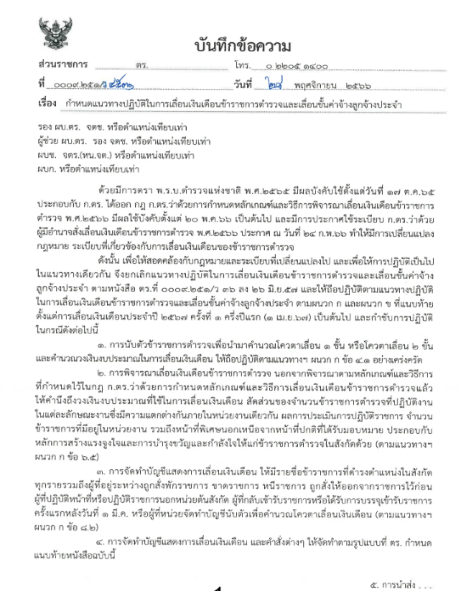 บันทึกข้อความ
ส่วนราชการ ตร. โทร. ๐ ๒๒๐๕ ๑๔๐๐
ที่ ๐๐๐๙.๒๕๑/ว วันที่ ๒๘ พฤศจิกายน ๒๕๖๖
เรื่อง กำหนดแนวทางปฏิบัติในการเลื่อนเงินเดือนข้าราชการตำรวจและเลื่อนขั้นค่าจ้างลูกจ้างประจำ
รอง ผบ.ตร. จตช. หรือตำแหน่งเทียบเท่า
ผู้ช่วย ผบ.ตร. รอง จตช. หรือตำแหน่งเทียบเท่า
ผบช. จตร.(หน.จต.) หรือตำแหน่งเทียบเท่า
ผบก. หรือตำแหน่งเทียบเท่า
ด้วยมีการตรา พ.ร.บ.ตำรวจแห่งชาติ พ.ศ.๒๕๖๕ มีผลบังคับใช้ตั้งแต่วันที่ ๑๗ ต.ค.๖๕
ประกอบกับ ก.ตร. ได้ออก กฎ ก.ตร.ว่าด้วยการกำหนดหลักเกณฑ์และวิธีการพิจารณาเลื่อนเงินเดือนข้าราชการ
ตำรวจ พ.ศ.๒๕๖๖ มีผลใช้บังคับตั้งแต่ ๒๐ พ.ค.๖๖ เป็นต้นไป และมีการประกาศใช้ระเบียบ ก.ตร.ว่าด้วย
ผู้มีอำนาจสั่งเลื่อนเงินเดือนข้าราชการตำรวจ พ.ศ.๒๕๖๖ ประกาศ ณ วันที่ ๒๔ ก.พ.๖๖ ทำให้มีการเปลี่ยนแปลง
กฎหมาย ระเบียบที่เกี่ยวข้องกับการเลื่อนเงินเดือนของข้าราชการตำรวจ
ดังนั้น เพื่อให้สอดคล้องกับกฎหมายและระเบียบที่เปลี่ยนแปลงไป และเพื่อให้การปฏิบัติเป็นไป
ในแนวทางเดียวกัน จึงยกเลิกแนวทางปฏิบัติในการเลื่อนเงินเดือนข้าราชการตำรวจและเลื่อนขั้นค่าจ้าง
ลูกจ้างประจำ ตามหนังสือ ตร.ที่ ๐๐๐๙.๒๕๑/ว ๓๖ ลง ๒๖ มิ.ย.๕๗ และให้ถือปฏิบัติตามแนวทางปฏิบัติ
ในการเลื่อนเงินเดือนข้าราชการตำรวจและเลื่อนขั้นค่าจ้างลูกจ้างประจำ ตามผนวก ก และผนวก ข ที่แนบท้าย
ตั้งแต่การเลื่อนเงินเดือนประจำปี ๒๕๖๗ ครั้งที่ ๑ ครึ่งปีแรก (๑ เม.ย.๖๗) เป็นต้นไป และกำชับการปฏิบัติ
ในกรณีดังต่อไปนี้
๑. การนับตัวข้าราชการตำรวจเพื่อนำมาคำนวณโควตาเลื่อน ๑ ขั้น หรือโควตาเลื่อน ๒ ขั้น
และคำนวณวงเงินงบประมาณในการเลื่อนเงินเดือน ให้ถือปฏิบัติตามแนวทางฯ ผนวก ก ข้อ ๔.๑ อย่างเคร่งครัด
๒. การพิจารณาเลื่อนเงินเดือนข้าราชการตำรวจ นอกจากพิจารณาตามหลักเกณฑ์และวิธีการ
ที่กำหนดไว้ในกฎ ก.ตร.ว่าด้วยการกำหนดหลักเกณฑ์และวิธีการเลื่อนเงินเดือนข้าราชการตำรวจแล้ว
ให้คำนึงถึงวงเงินงบประมาณที่ใช้ในการเลื่อนเงินเดือน สัดส่วนของจำนวนข้าราชการตำรวจที่ปฏิบัติงาน
ในแต่ละลักษณะงานซึ่งมีความแตกต่างกันภายในหน่วยงานเดียวกัน ผลการประเมินการปฏิบัติราชการ จำนวน
ข้าราชการที่มีอยู่ในหน่วยงาน รวมถึงหน้าที่พิเศษนอกเหนือจากหน้าที่ปกติที่ได้รับมอบหมาย ประกอบกับ
หลักการสร้างแรงจูงใจและการบำรุงขวัญและกำลังใจให้แก่ข้าราชการตำรวจในสังกัดด้วย (ตามแนวทางฯ
ผนวก ก ข้อ ๖.๕)
๓. การจัดทำบัญชีแสดงการเลื่อนเงินเดือน ให้มีรายชื่อข้าราชการที่ดำรงตำแหน่งในสังกัด
ทุกรายรวมถึงผู้ที่อยู่ระหว่างถูกสั่งพักราชการ ขาดราชการ หนีราชการ ถูกสั่งให้ออกจากราชการไว้ก่อน
ผู้ที่ปฏิบัติหน้าที่หรือปฏิบัติราชการนอกหน่วยต้นสังกัด ผู้ที่กลับเข้ารับราชการหรือได้รับการบรรจุเข้ารับราชการ
ครั้งแรกหลังวันที่ ๑ มี.ค. หรือผู้ที่หน่วยจัดทำบัญชีนับตัวเพื่อคำนวณโควตาเลื่อนเงินเดือน (ตามแนวทางฯ
ผนวก ก ข้อ ๘.๒)
๔. การจัดทำบัญชีแสดงการเลื่อนเงินเดือน และคำสั่งต่างๆ ให้จัดทำตามรูปแบบที่ ตร. กำหนด
แนบท้ายหนังสือฉบับนี้
๕. การนำส่ง . . .